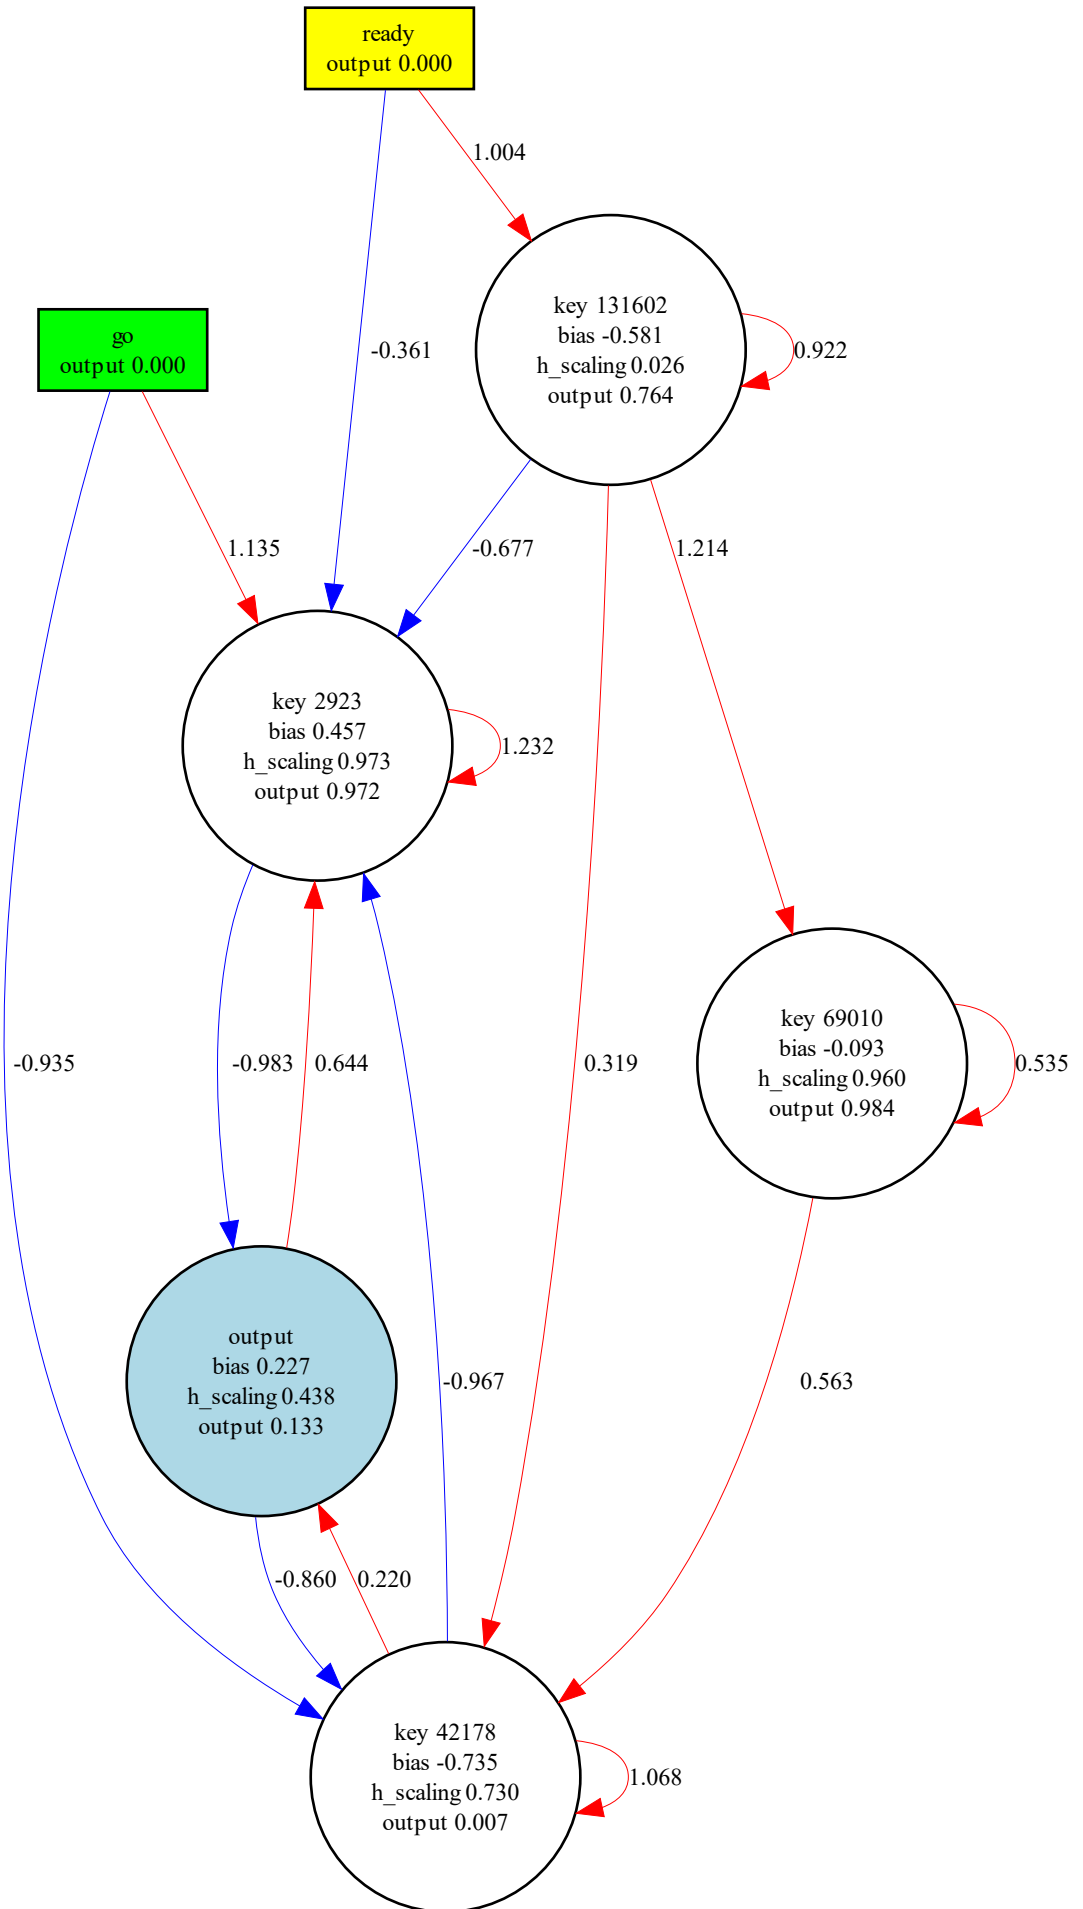 ready
output 0.000
1.004
key 131602
bias -0.581
h_scaling 0.026
output 0.764
0.922
go
output 0.000
-0.361
1.135
-0.677
1.214
key 2923
bias 0.457
h_scaling 0.973
output 0.972
1.232
key 69010
bias -0.093
h_scaling 0.960
output 0.984
0.535
-0.935
-0.983
0.644
0.319
output
bias 0.227
h_scaling 0.438
output 0.133
-0.967
0.563
-0.860
0.220
key 42178
bias -0.735
h_scaling 0.730
output 0.007
1.068